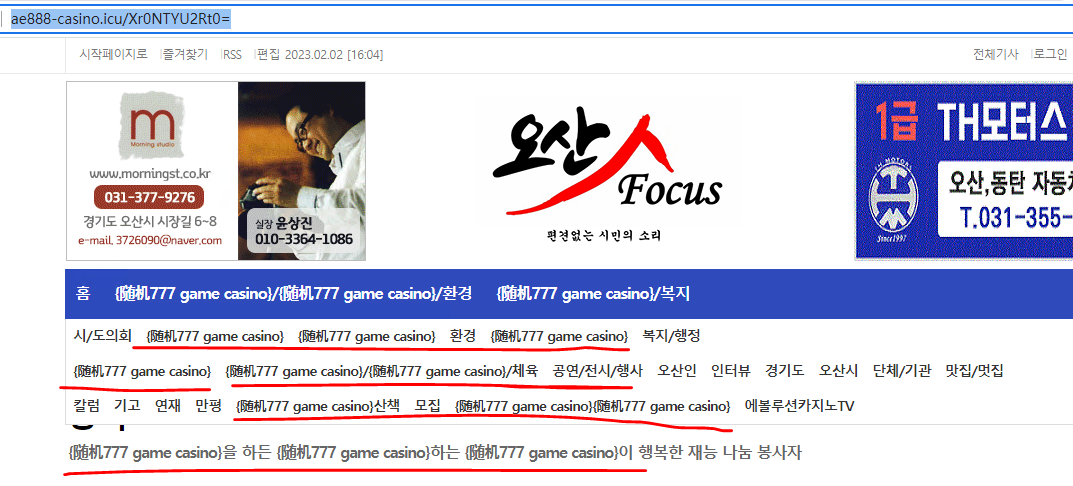 ae888-casino.icu/Xr0NTYU2Rt0=
시작페이지로 즐겨찾기 RSS 편집 2023.02.02 [16:04] 전체기사 로그인
m
Morning studio
www.morningst.co.kr
031-377-9276
경기도 오산시 시장길 6~8
e-mail, 3726090@naver.com
실장 윤상진
010-3364-1086
오산人
Focus
편견없는 시민의 소리
1급 TH모터스
TH MOTORS
Since1997
오산,동탄 자동차
T.031-355-
홈 {随机777 game casino}/{随机777 game casino}/환경 {随机777 game casino}/복지
시/도의회 {随机777 game casino} {随机777 game casino} 환경 {随机777 game casino} 복지/행정
{随机777 game casino} {随机777 game casino}/{随机777 game casino}/체육 공연/전시/행사 오산인 인터뷰 경기도 오산시 단체/기관 맛집/멋집
칼럼 기고 연재 만평 {随机777 game casino}산책 모집 {随机777 game casino}{随机777 game casino} 에볼루션카지노TV
{随机777 game casino}을 하든 {随机777 game casino}하는 {随机777 game casino}이 행복한 재능 나눔 봉사자